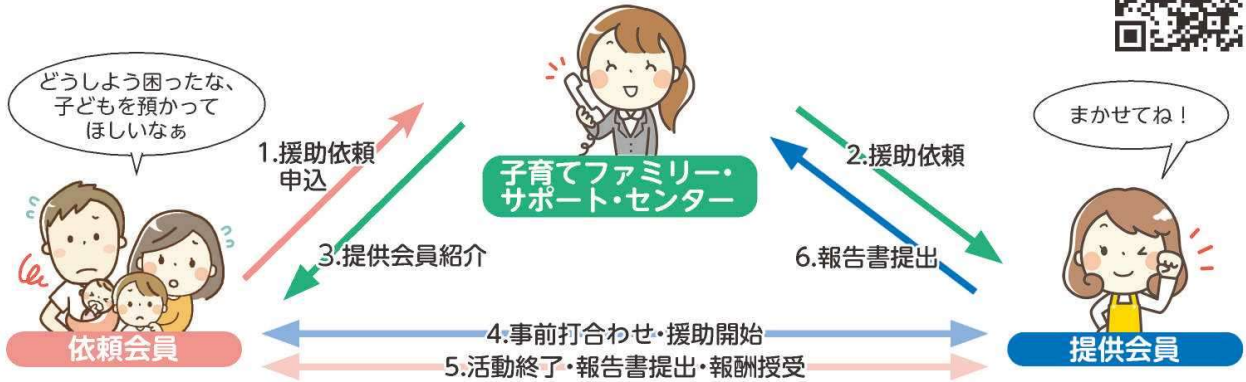 どうしよう困ったな、
子どもを預かって
ほしいなぁ
まかせてね！
1.援助依頼
申込
2.援助依頼
子育てファミリー・
サポート・センター
3.提供会員紹介
6.報告書提出
4.事前打合わせ・援助開始
依頼会員
提供会員
5.活動終了・報告書提出・報酬授受